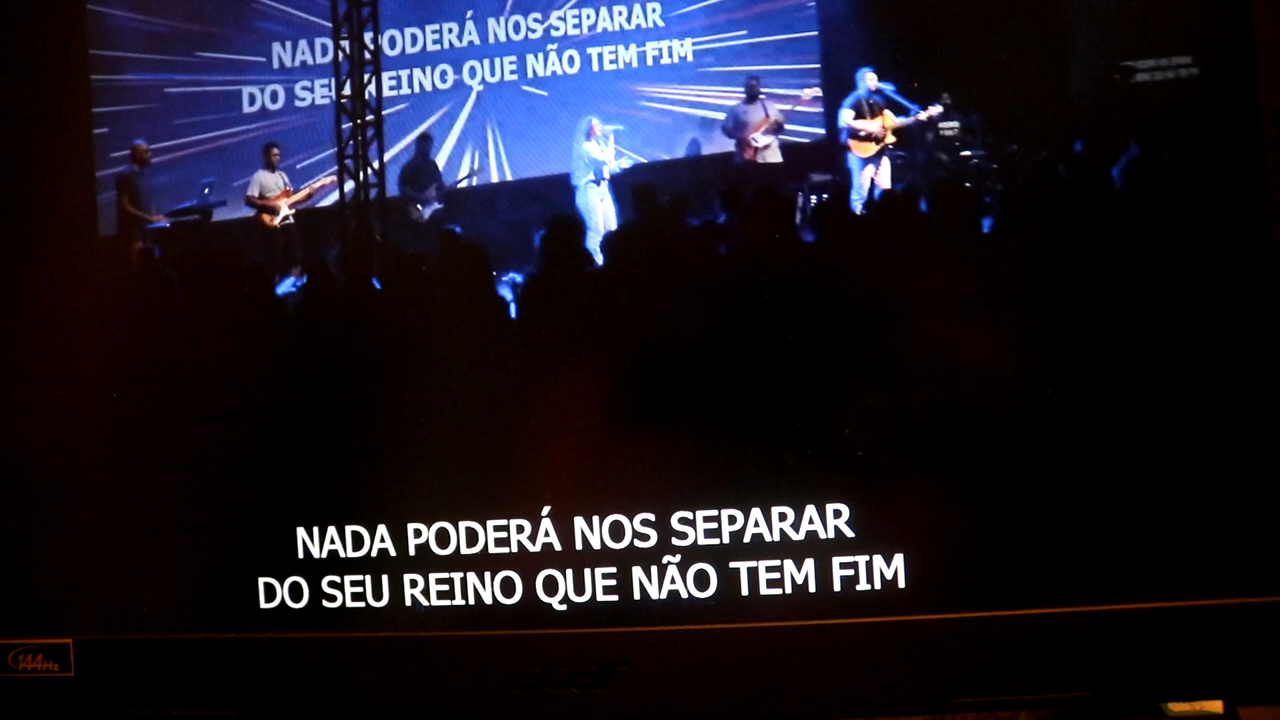 NADA PODERÁ NOS SEPARAR
DO SEU REINO QUE NÃO TEM FIM
NADA PODERÁ NOS SEPARAR
DO SEU REINO QUE NÃO TEM FIM
144Hz
acer